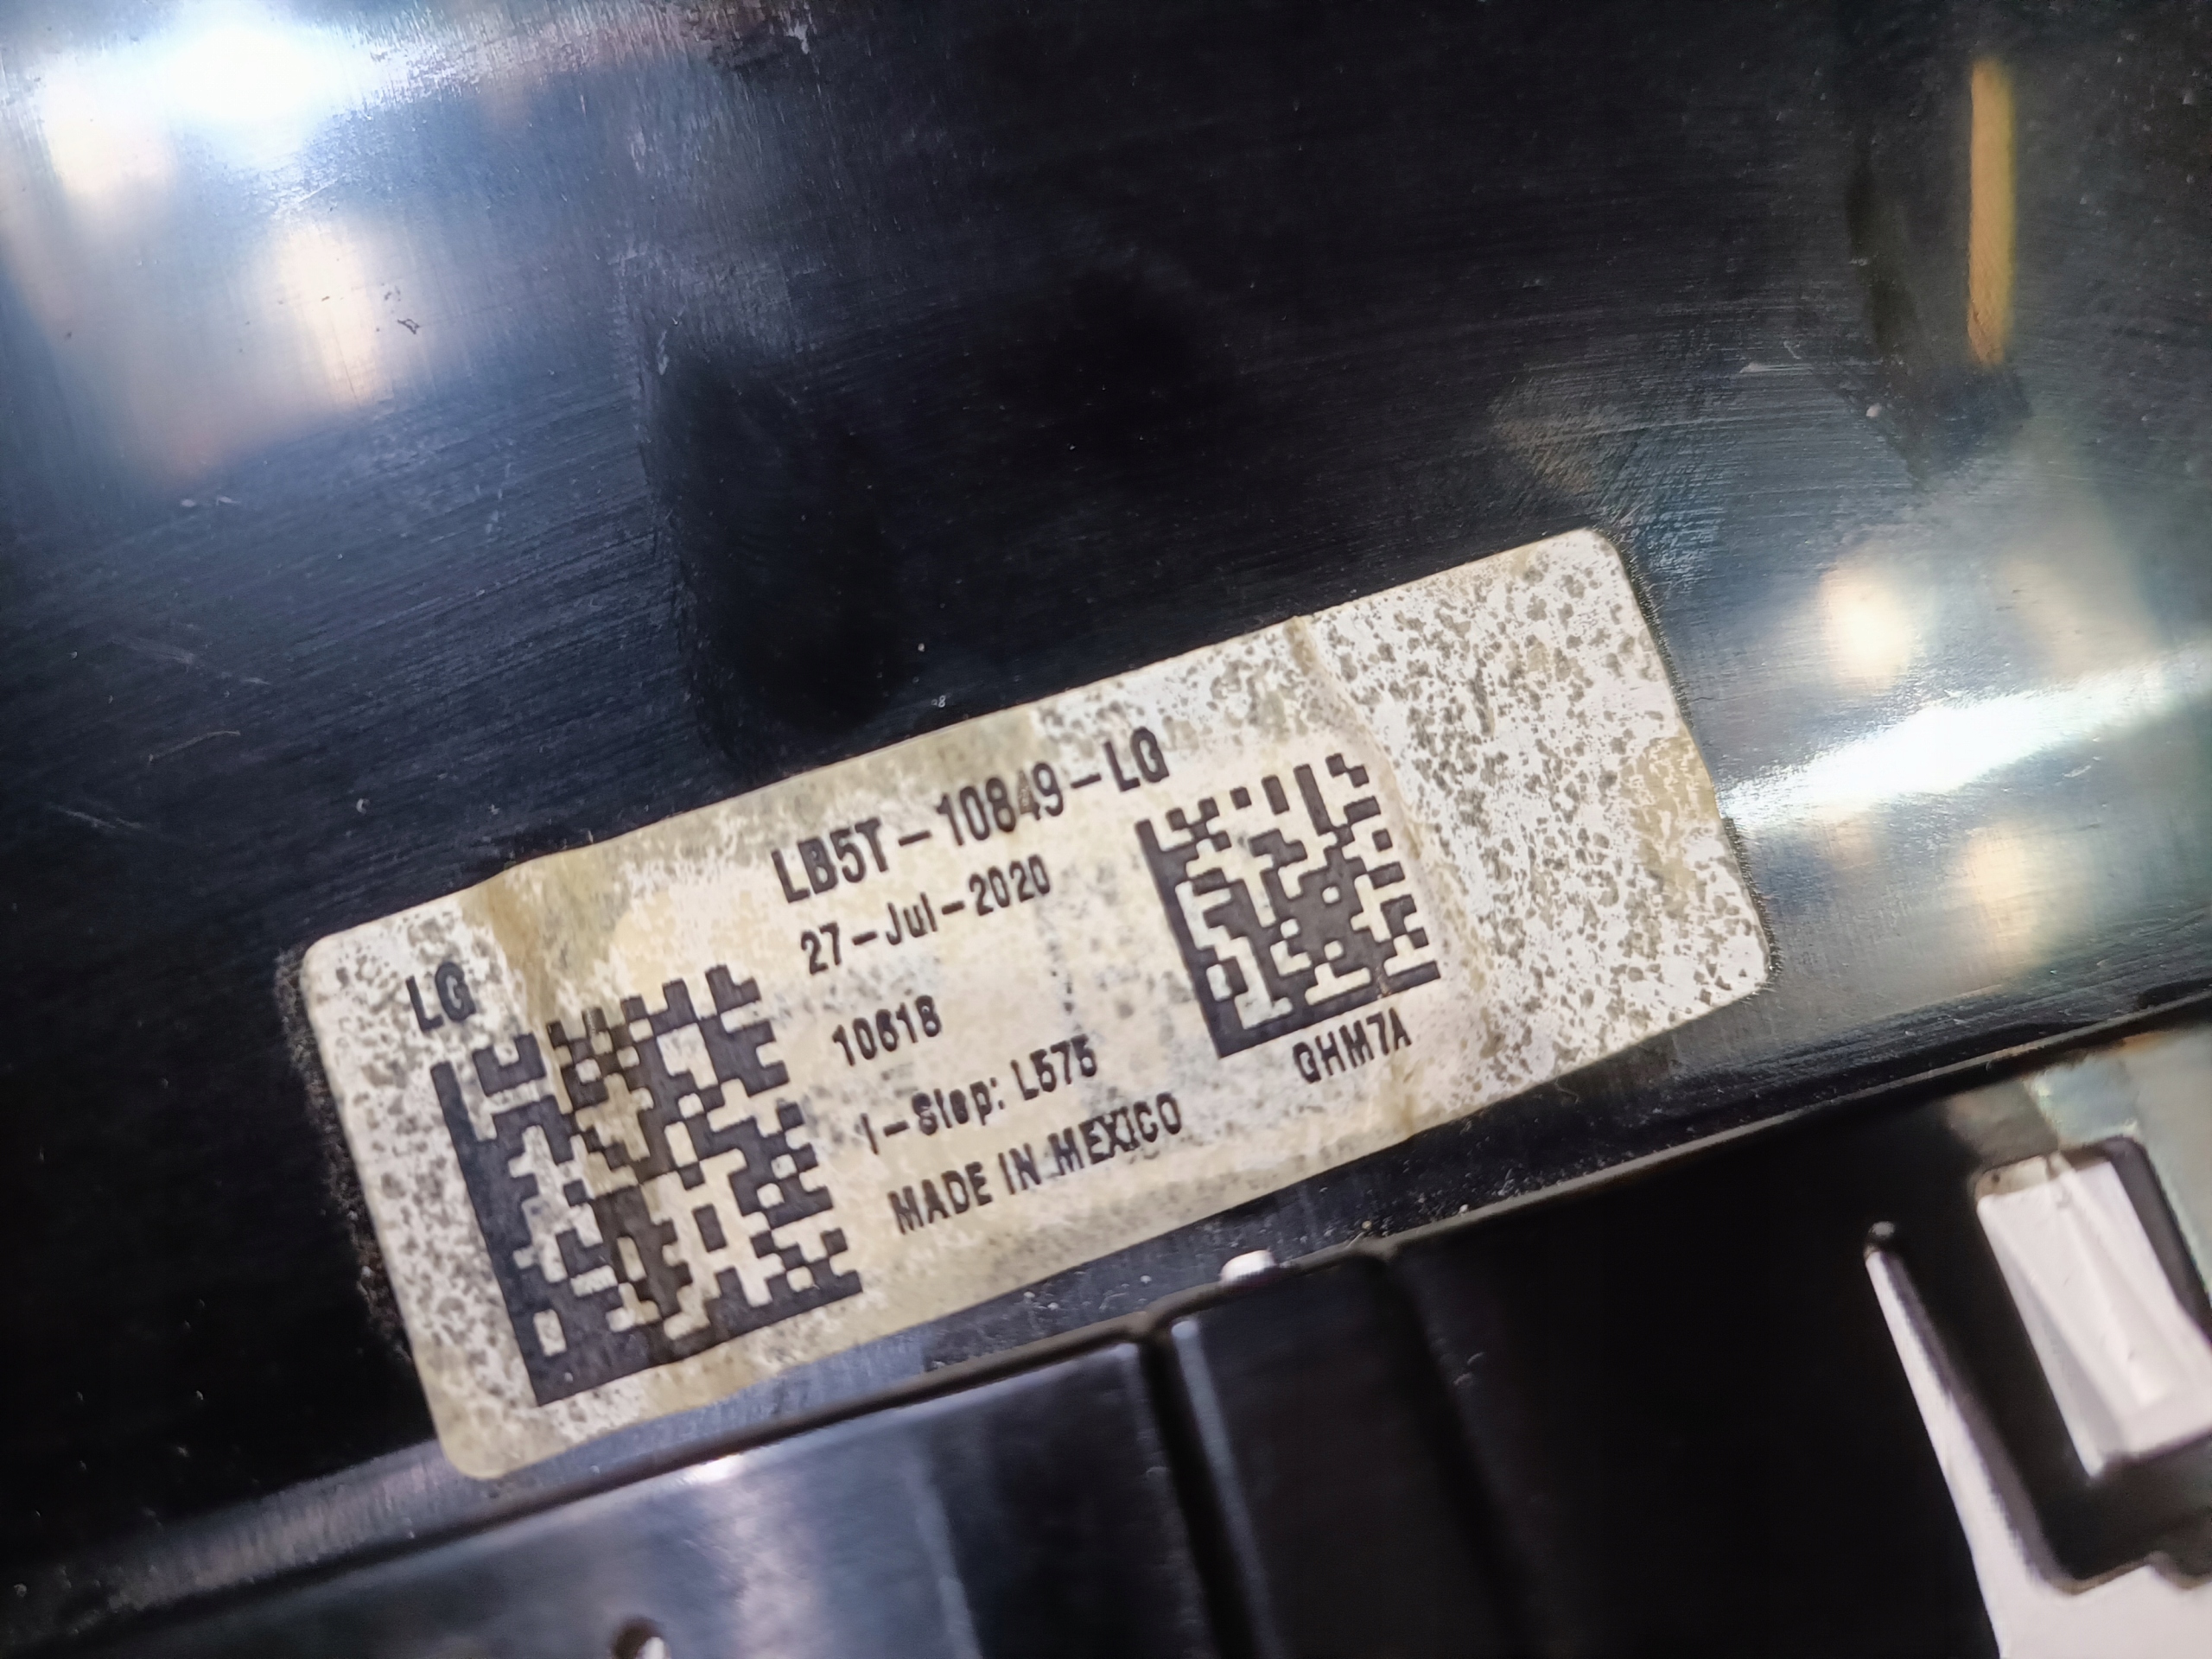 LB5T-10849-LG
27-Jul-2020
LG
10618
I-Step: L575
MADE IN MEXICO
GHM7A